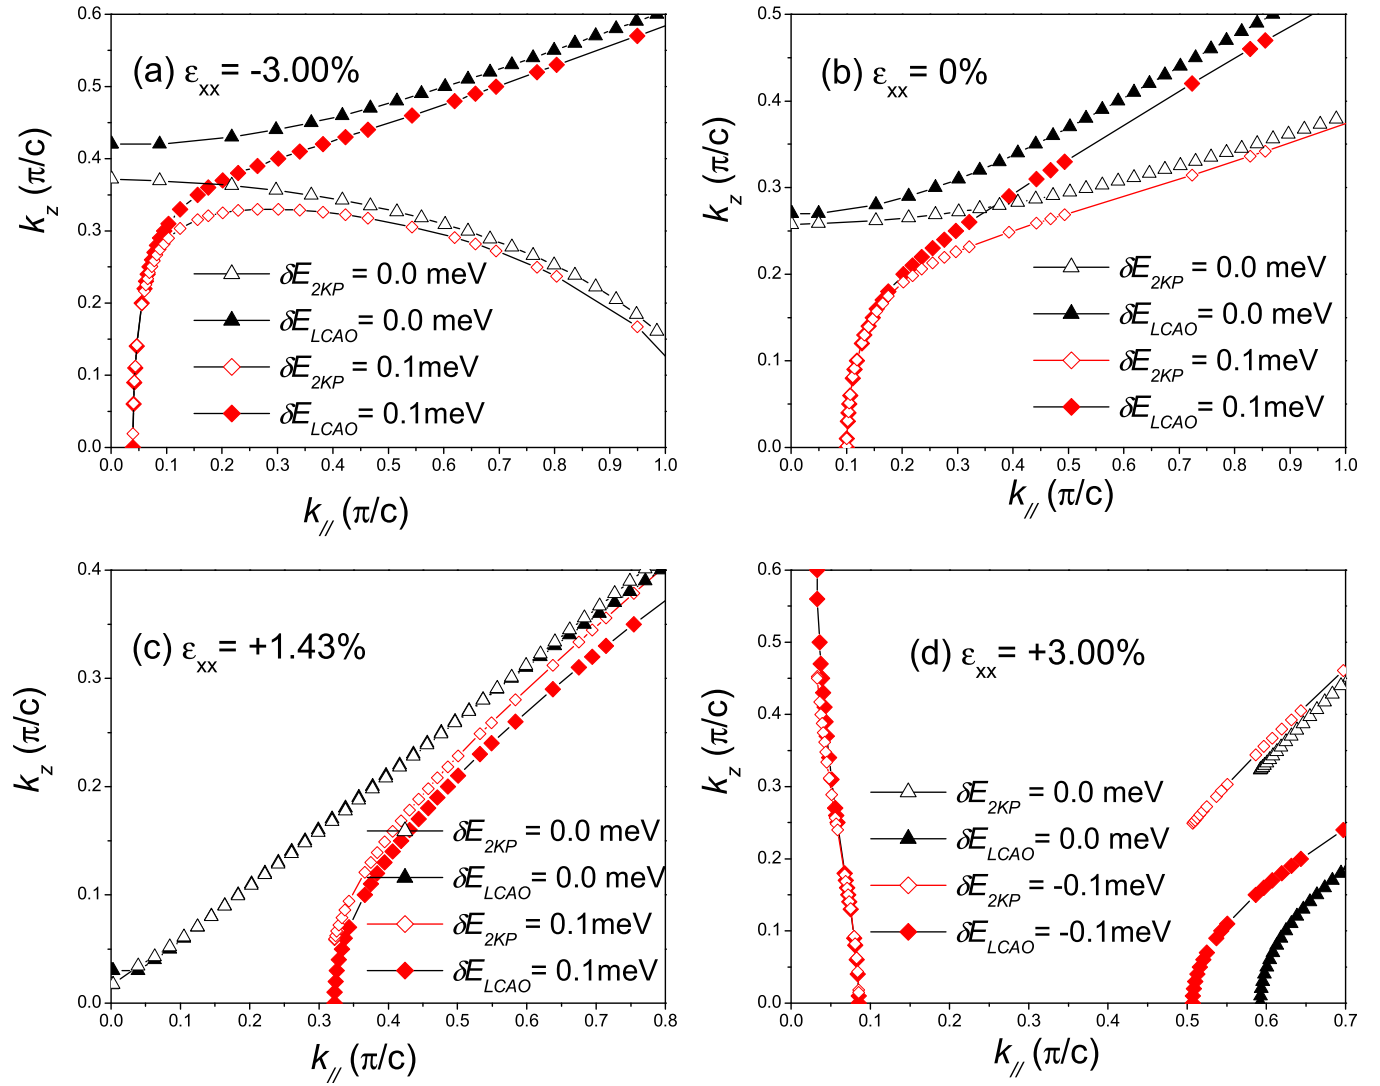 (a) εxx= -3.00%
0.6
0.5
0.4
0.3
0.2
0.1
0.0
kz (π/c)
δE2KP = 0.0 meV
δELCAO= 0.0 meV
δE2KP = 0.1meV
δELCAO= 0.1meV
0.0 0.1 0.2 0.3 0.4 0.5 0.6 0.7 0.8 0.9 1.0
k// (π/c)
(b) εxx= 0%
0.5
0.4
0.3
0.2
0.1
0.0
kz (π/c)
δE2KP = 0.0 meV
δELCAO= 0.0 meV
δE2KP = 0.1meV
δELCAO= 0.1meV
0.0 0.1 0.2 0.3 0.4 0.5 0.6 0.7 0.8 0.9 1.0
k// (π/c)
(c) εxx= +1.43%
0.4
0.3
0.2
0.1
0.0
kz (π/c)
δE2KP = 0.0 meV
δELCAO= 0.0 meV
δE2KP = 0.1meV
δELCAO= 0.1meV
0.0 0.1 0.2 0.3 0.4 0.5 0.6 0.7 0.8
k// (π/c)
(d) εxx= +3.00%
0.6
0.5
0.4
0.3
0.2
0.1
0.0
kz (π/c)
δE2KP = 0.0 meV
δELCAO= 0.0 meV
δE2KP = -0.1meV
δELCAO= -0.1meV
0.0 0.1 0.2 0.3 0.4 0.5 0.6 0.7
k// (π/c)